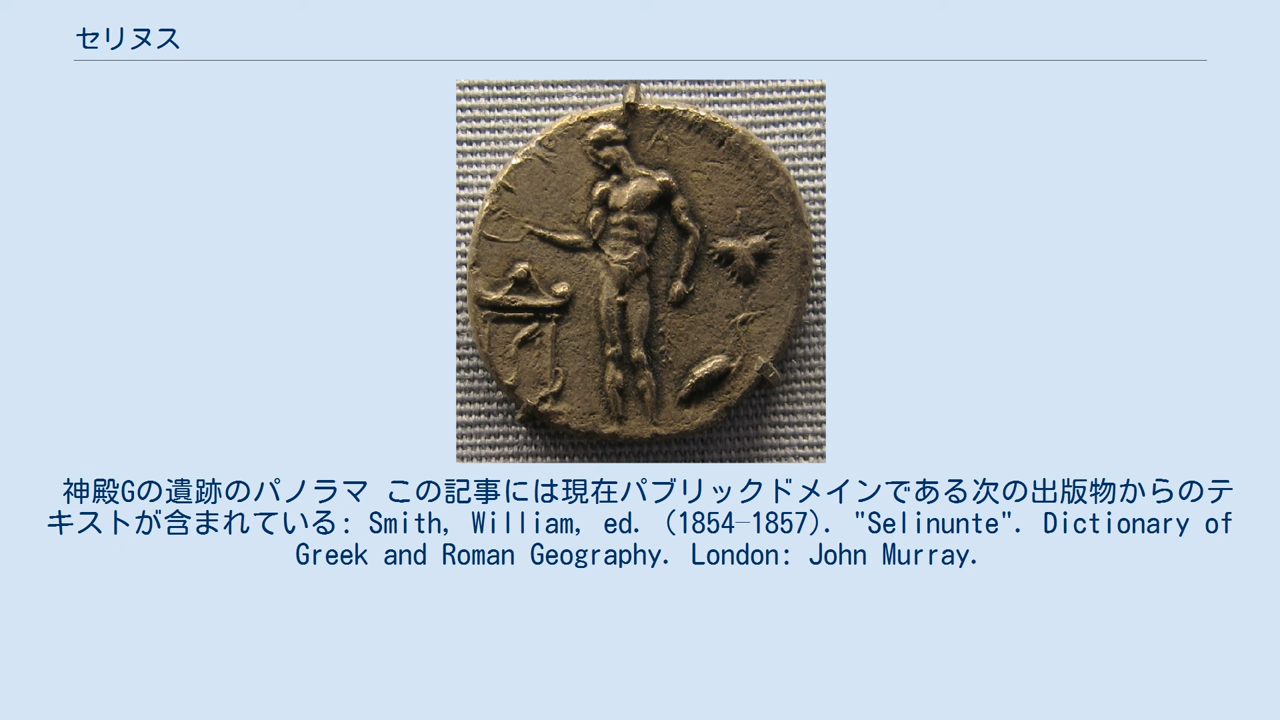 セリヌス
神殿Gの遺跡のパノラマ この記事には現在パブリックドメインである次の出版物からのテ
キストが含まれている: Smith, William, ed. (1854–1857). "Selinunte". Dictionary of
Greek and Roman Geography. London: John Murray.